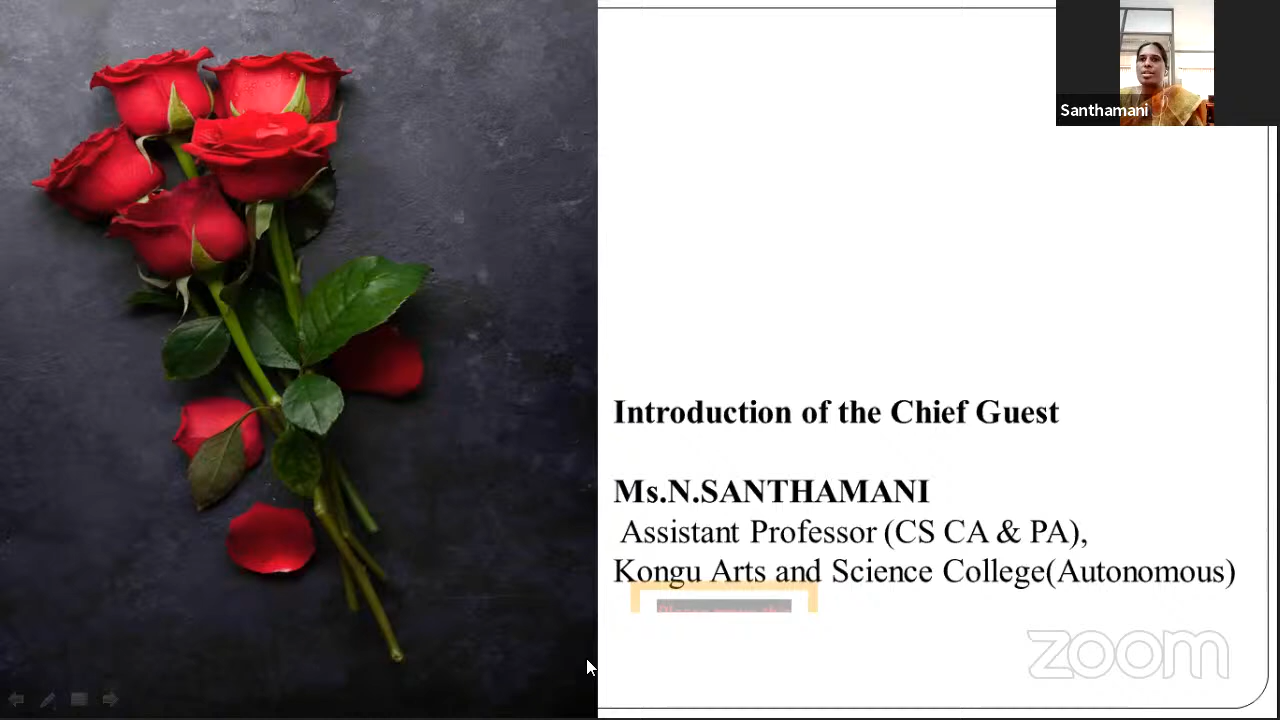 Santhamani
Introduction of the Chief Guest
Ms.N.SANTHAMANI
Assistant Professor (CS CA & PA),
Kongu Arts and Science College(Autonomous)
zoom